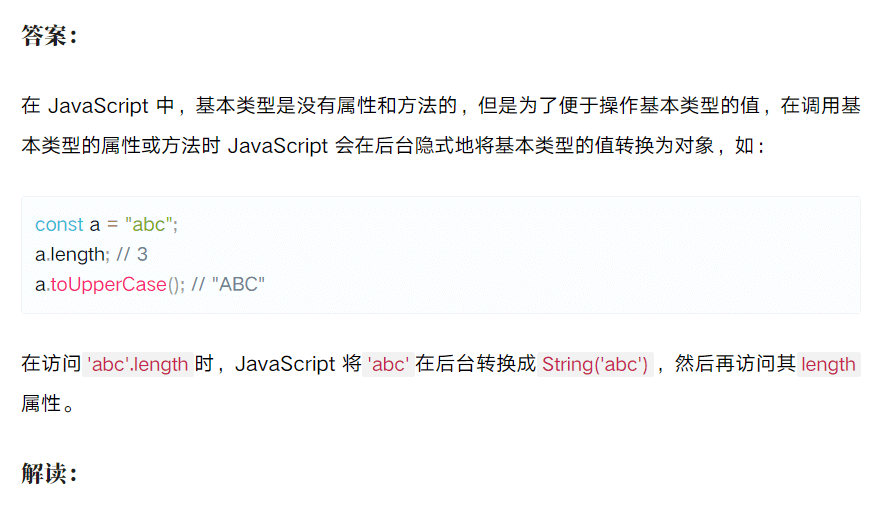 答案：
在 JavaScript 中，基本类型是没有属性和方法的，但是为了便于操作基本类型的值，在调用基
本类型的属性或方法时 JavaScript 会在后台隐式地将基本类型的值转换为对象，如：
const a = "abc";
a.length; // 3
a.toUpperCase(); // "ABC"
在访问 'abc'.length 时，JavaScript 将 'abc' 在后台转换成 String('abc') ，然后再访问其 length
属性。
解读：